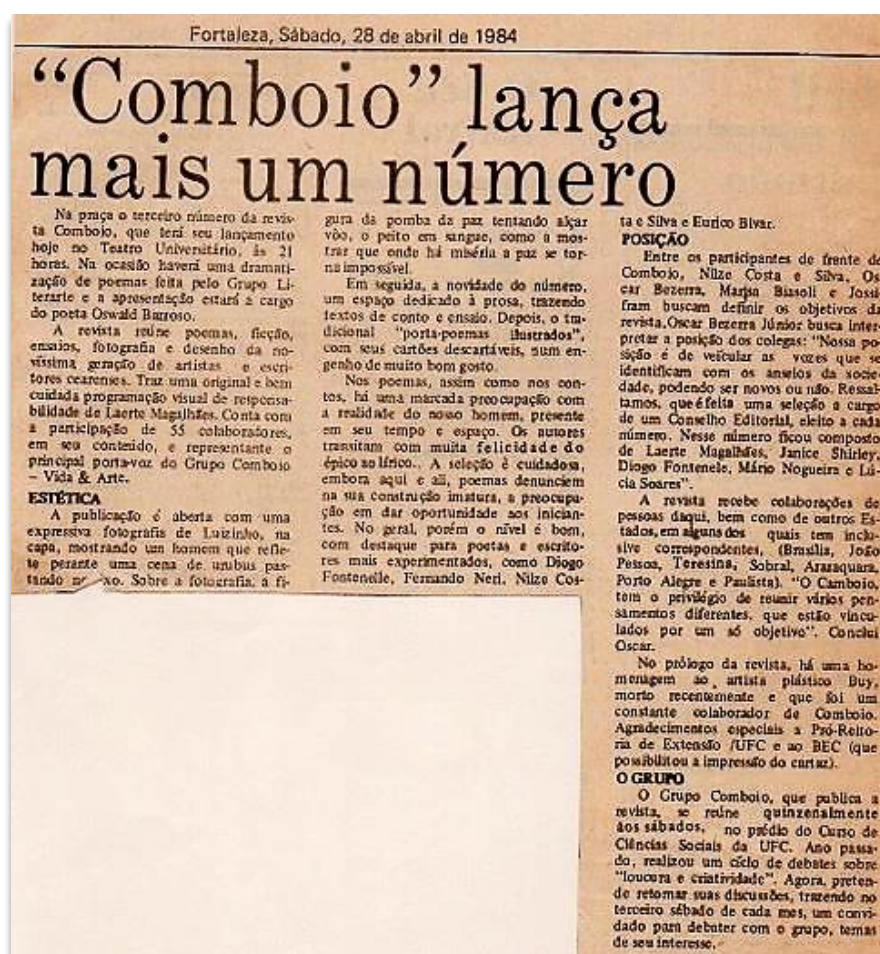 Fortaleza, Sábado, 28 de abril de 1984
“Comboio” lança
mais um número
Na praça o terceiro número da revis-
ta Comboio, que terá seu lançamento
hoje no Teatro Universitário, às 21
horas. Na ocasião haverá uma dramati-
zação de poemas feita pelo Grupo Li-
terarte e a apresentação estará a cargo
do poeta Oswald Barroso.
A revista reúne poemas, ficção,
ensaios, fotografia e desenho da no-
víssima geração de artistas e escri-
tores cearenses. Traz uma original e bem
cuidada programação visual de responsa-
bilidade de Laerte Magalhães. Conta com
a participação de 55 colaboradores,
em seu conteúdo, e representante o
principal porta-voz do Grupo Comboio
– Vida & Arte.
ESTÉTICA
A publicação é aberta com uma
expressiva fotografia de Luizinho, na
capa, mostrando um homem que refle-
te perante uma cena de urubus pas-
tando no xo. Sobre a fotografia, a fi-
gura da pomba da paz tentando alçar
vôo, o peito em sangue, como a mos-
trar que onde há miséria a paz se tor-
na impossível.
Em seguida, a novidade do número,
um espaço dedicado à prosa, trazendo
textos de conto e ensaio. Depois, o tra-
dicional “porta-poemas ilustrados”,
com seus cartões descartáveis, num en-
genho de muito bom gosto.
Nos poemas, assim como nos con-
tos, há uma marcada preocupação com
a realidade do nosso homem, presente
em seu tempo e espaço. Os autores
transitam com muita felicidade do
épico ao lírico.. A seleção é cuidadosa,
embora aqui e ali, poemas denunciem
na sua construção imatura, a preocupa-
ção em dar oportunidade aos inician-
tes. No geral, porém o nível é bom,
com destaque para poetas e escrito-
res mais experimentados, como Diogo
Fontenelle, Fernando Neri, Nilze Cos-
ta e Silva e Eurico Bivar.
POSIÇÃO
Entre os participantes de frente de
Comboio, Nilze Costa e Silva, Os
car Bezerra, Marisa Biasoli e Jossi-
fram buscam definir os objetivos da
revista.Oscar Bezerra Júnior busca inter-
pretar a posição dos colegas: “Nossa po-
sição é de veicular as vozes que se
identificam com os anseios da socie-
dade, podendo ser novos ou não. Ressal-
tamos, que é feita uma seleção a cargo
de um Conselho Editorial, eleito a cada
número. Nesse número ficou composto
de Laerte Magalhães, Janice Shirley,
Diogo Fontenele, Mário Nogueira e Lú-
cia Soares”.
A revista recebe colaborações de
pessoas daqui, bem como de outros Es-
tados, em alguns dos quais tem inclu-
sive correspondentes, (Brasília, João
Pessoa, Teresina, Sobral, Araraquara,
Porto Alegre e Paulista). “O Camboio,
tem o privilégio de reunir vários pen-
samentos diferentes, que estão vincu-
lados por um só objetivo”. Conclui
Oscar.
No prólogo da revista, há uma ho-
menagem ao artista plástico Buy,
morto recentemente e que foi um
constante colaborador de Comboio.
Agradecimentos especiais a Pró-Reito-
ria de Extensão /UFC e ao BEC (que
possibilitou a impressão do cartaz).
O GRUPO
O Grupo Comboio, que publica a
revista, se reúne quinzenalmente
aos sábados, no prédio do Curso de
Ciências Sociais da UFC. Ano passa-
do, realizou um ciclo de debates sobre
“loucura e criatividade”. Agora, preten-
de retomar suas discussões, trazendo no
terceiro sábado de cada mes, um convi-
dado para debater com o grupo, temas
de seu interesse.